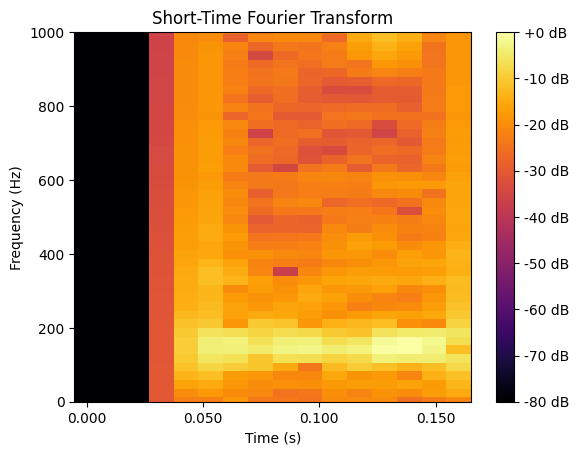 Short-Time Fourier Transform
1000
800
600
400
200
0
Frequency (Hz)
0.000
0.050
0.100
0.150
Time (s)
+0 dB
-10 dB
-20 dB
-30 dB
-40 dB
-50 dB
-60 dB
-70 dB
-80 dB